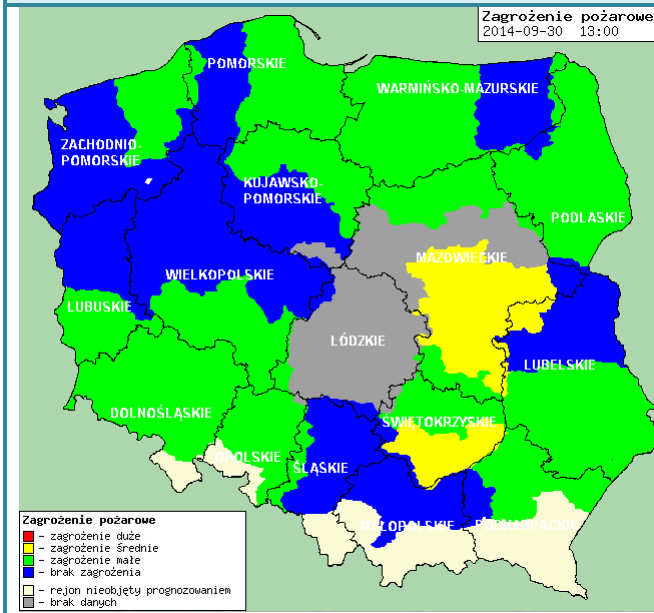 Zagrożenie pożarowe
2014-09-30 13:00
POMORSKIE
WARMIŃSKO-MAZURSKIE
ZACHODNIO-
POMORSKIE
KUJAWSKO-
POMORSKIE
PODLASKIE
MAZOWIECKIE
WIELKOPOLSKIE
LUBUSKIE
ŁÓDZKIE
LUBELSKIE
DOLNOŚLĄSKIE
ŚWIĘTOKRZYSKIE
OPOLSKIE
ŚLĄSKIE
MAŁOPOLSKIE
PODKARPACKIE
Zagrożenie pożarowe
- zagrożenie duże
- zagrożenie średnie
- zagrożenie małe
- brak zagrożenia
- rejon nieobjęty prognozowaniem
- brak danych